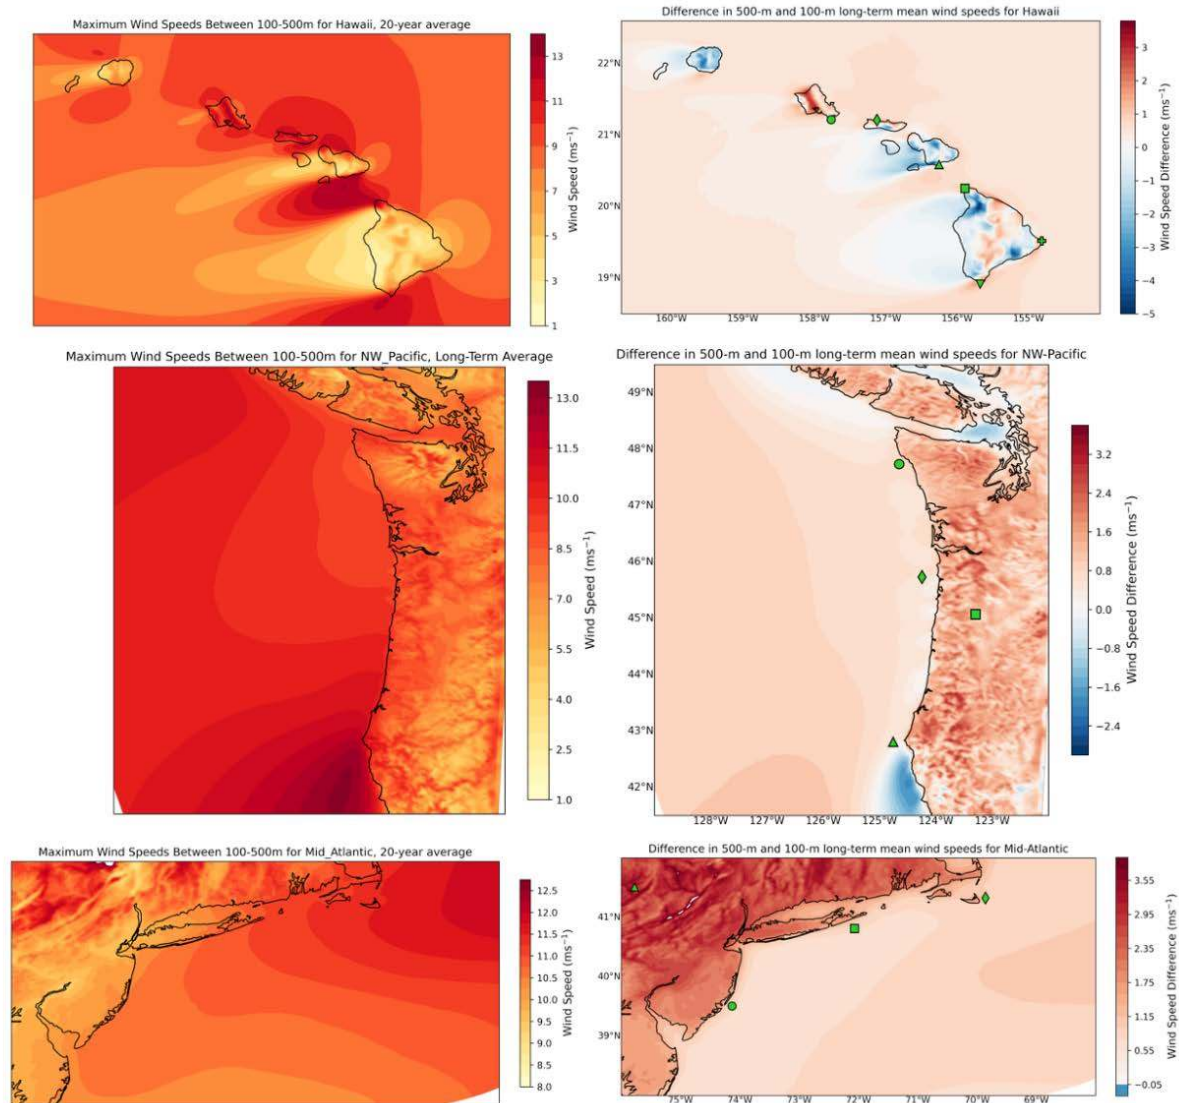 Maximum Wind Speeds Between 100-500m for Hawaii, 20-year average
13
11
9
7
5
3
1
Wind Speed (ms⁻¹)
Difference in 500-m and 100-m long-term mean wind speeds for Hawaii
22°N
21°N
20°N
19°N
160°W 159°W 158°W 157°W 156°W 155°W
3
2
1
0
−1
−2
−3
−4
−5
Wind Speed Difference (ms⁻¹)
Maximum Wind Speeds Between 100-500m for NW_Pacific, Long-Term Average
13.0
11.5
10.0
8.5
7.0
5.5
4.0
2.5
1.0
Wind Speed (ms⁻¹)
Difference in 500-m and 100-m long-term mean wind speeds for NW-Pacific
49°N
48°N
47°N
46°N
45°N
44°N
43°N
42°N
128°W 127°W 126°W 125°W 124°W 123°W
3.2
2.4
1.6
0.8
0.0
−0.8
−1.6
−2.4
Wind Speed Difference (ms⁻¹)
Maximum Wind Speeds Between 100-500m for Mid_Atlantic, 20-year average
12.5
12.0
11.5
11.0
10.5
10.0
9.5
9.0
8.5
8.0
Wind Speed (ms⁻¹)
Difference in 500-m and 100-m long-term mean wind speeds for Mid-Atlantic
41°N
40°N
39°N
75°W 74°W 73°W 72°W 71°W 70°W 69°W
3.55
2.95
2.35
1.75
1.15
0.55
−0.05
Wind Speed Difference (ms⁻¹)